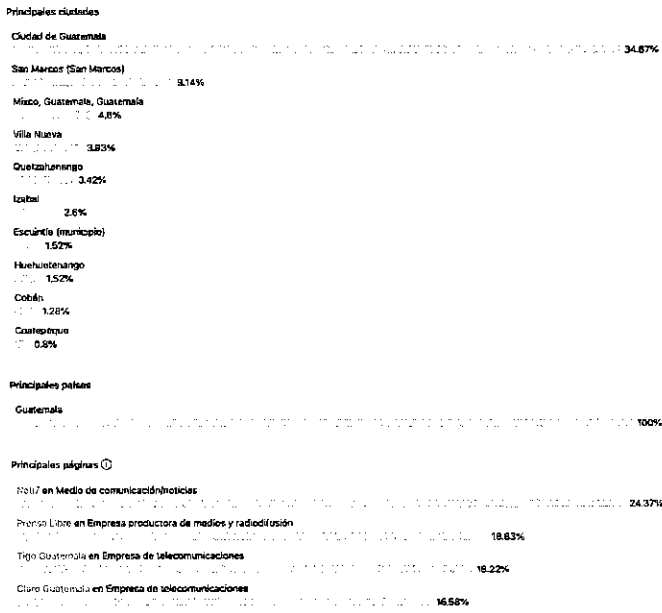 Principales ciudades
Ciudad de Guatemala
34.67%
San Marcos (San Marcos)
9.14%
Mixco, Guatemala, Guatemala
4,8%
Villa Nueva
3.93%
Quetzaltenango
3.42%
Izabal
2.6%
Escuintla (municipio)
1.52%
Huehuetenango
1,52%
Cobán
1.28%
Coatepeque
0.8%
Principales países
Guatemala
100%
Principales páginas
Noti7 en Medio de comunicación/noticias
24.37%
Prensa Libre en Empresa productora de medios y radiodifusión
18.63%
Tigo Guatemala en Empresa de telecomunicaciones
18.22%
Claro Guatemala en Empresa de telecomunicaciones
16.58%